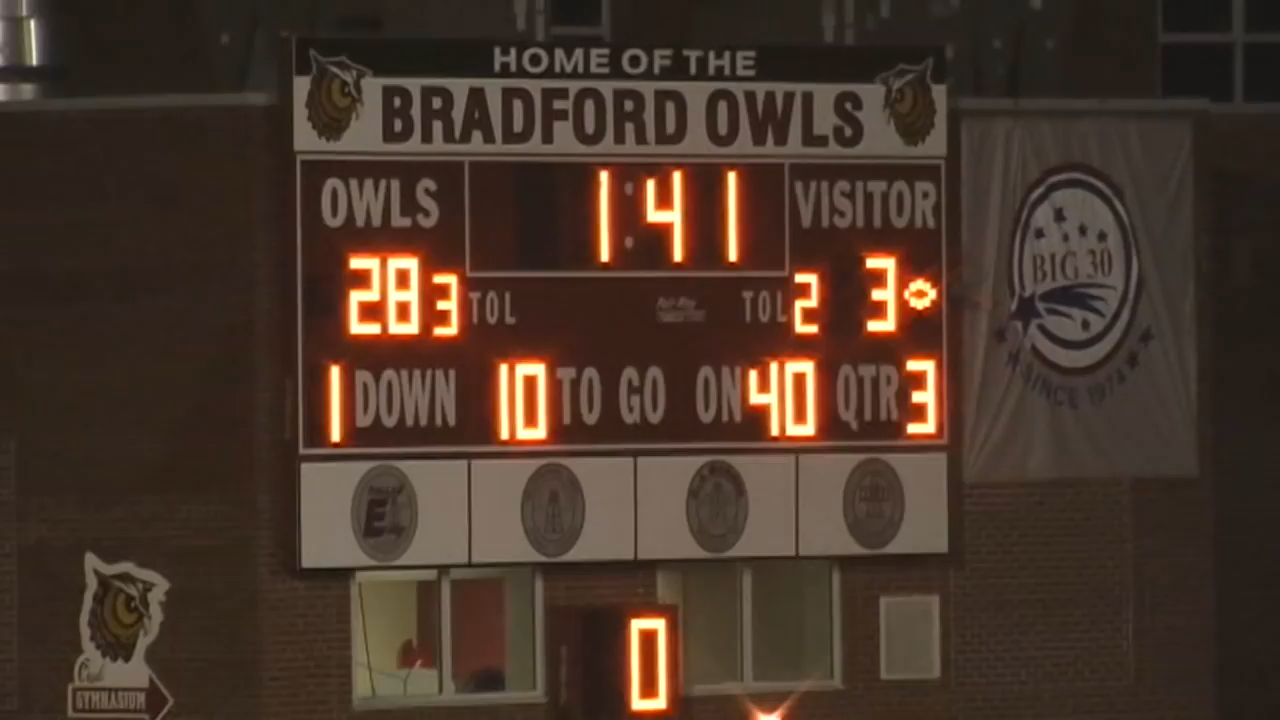 HOME OF THE
BRADFORD OWLS
OWLS 1:41 VISITOR
28 3 TOL TOL 2 3
1 DOWN 10 TO GO ON 40 QTR 3
BIG 30
SINCE 1974
0
GYMNASIUM